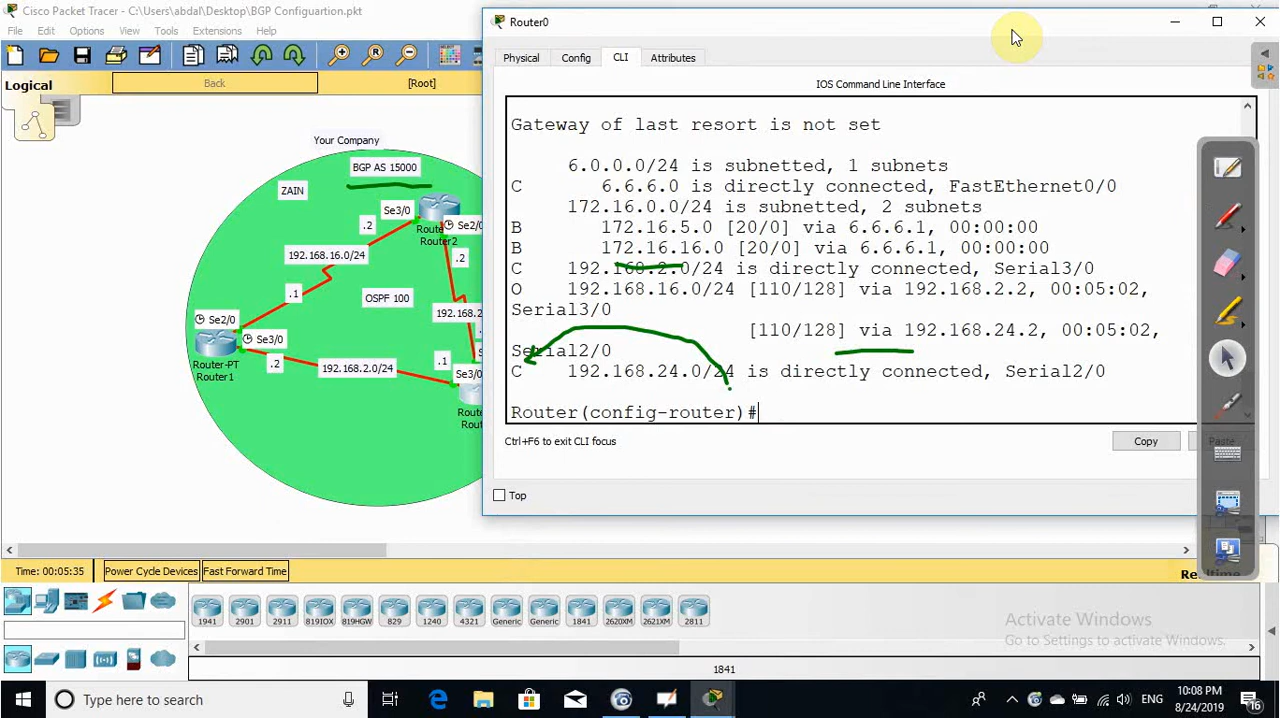 Cisco Packet Tracer - C:\Users\abdal\Desktop\BGP Configuartion.pkt
File Edit Options View Tools Extensions Help
Logical
Back
[Root]
Your Company
BGP AS 15000
ZAIN
Se3/0
Se2/0
.2
Router2
192.168.16.0/24
.2
.1
OSPF 100
192.168.2
Se2/0
Se3/0
Router-PT
Router1
.2
192.168.2.0/24
.1
Se3/0
Router0
Physical Config CLI Attributes
IOS Command Line Interface
Gateway of last resort is not set
6.0.0.0/24 is subnetted, 1 subnets
C 6.6.6.0 is directly connected, FastEthernet0/0
172.16.0.0/24 is subnetted, 2 subnets
B 172.16.5.0 [20/0] via 6.6.6.1, 00:00:00
B 172.16.16.0 [20/0] via 6.6.6.1, 00:00:00
C 192.168.2.0/24 is directly connected, Serial3/0
O 192.168.16.0/24 [110/128] via 192.168.2.2, 00:05:02,
Serial3/0
[110/128] via 192.168.24.2, 00:05:02,
Serial2/0
C 192.168.24.0/24 is directly connected, Serial2/0
Router(config-router)#
Ctrl+F6 to exit CLI focus
Copy
Paste
Top
Time: 00:05:35 Power Cycle Devices Fast Forward Time
Realtime
1941 2901 2911 819IOX 819HGW 829 1240 4321 Generic Generic 1841 2620XM 2621XM 2811
1841
Activate Windows
Go to Settings to activate Windows.
Type here to search
ENG
10:08 PM
8/24/2019
16